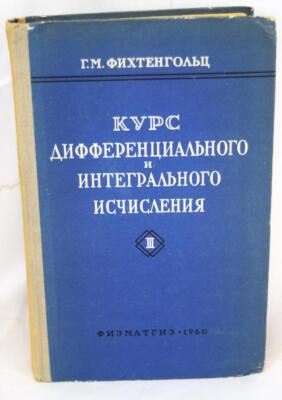 Г. М. ФИХТЕНГОЛЬЦ
КУРС
ДИФФЕРЕНЦИАЛЬНОГО
И
ИНТЕГРАЛЬНОГО
ИСЧИСЛЕНИЯ
III
ФИЗМАТГИЗ · 1960